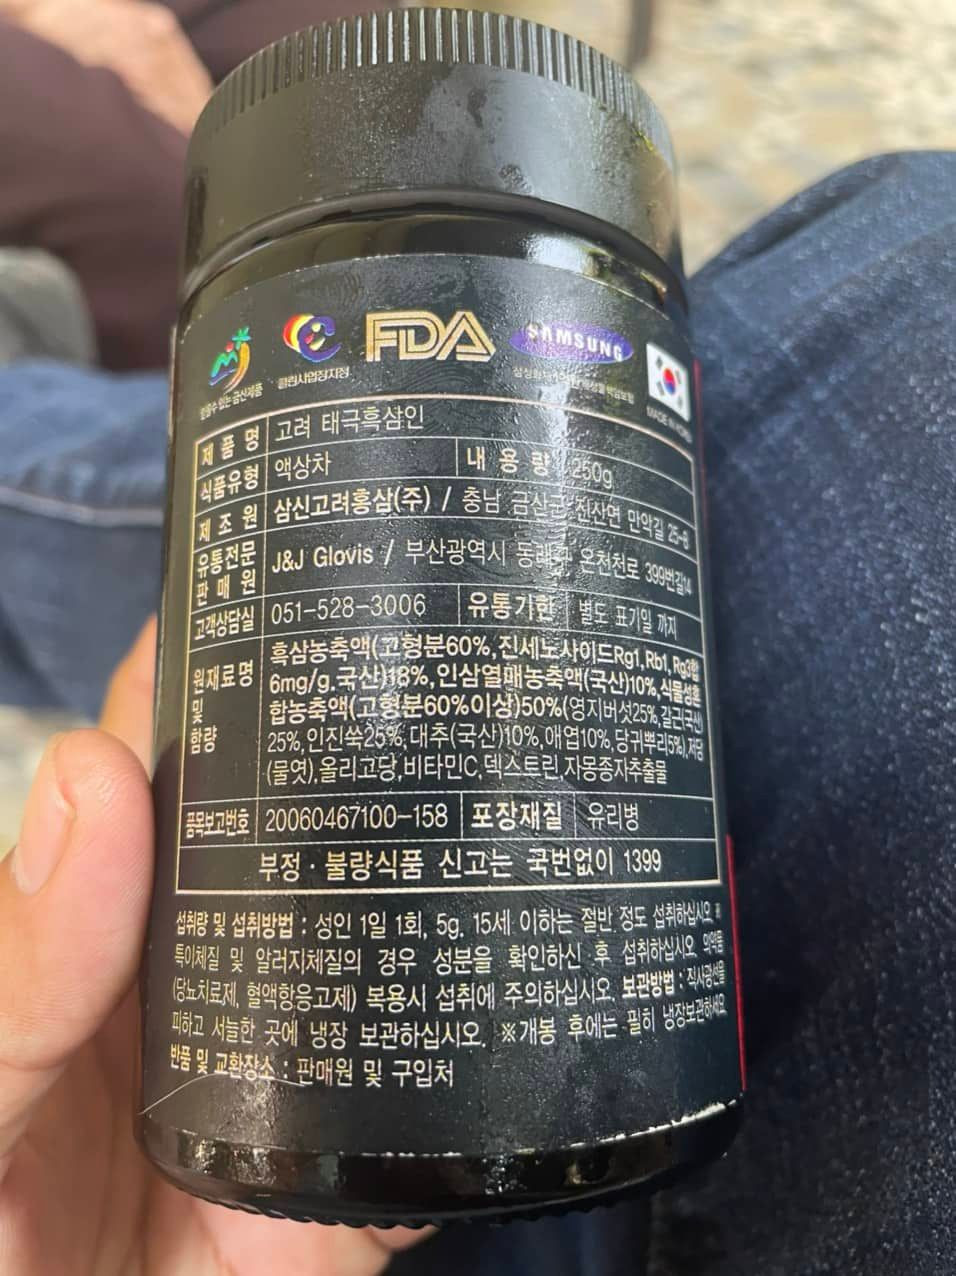 FDA
SAMSUNG
믿을수 있는 금산제품
클린사업장지정
MADE IN KOREA
제 품 명 고려 태극흑삼인
식품유형 액상차 내 용 량 250g
제 조 원 삼신고려홍삼(주) / 충남 금산군 진산면 만악길 25-8
유통전문
판 매 원 J&J Glovis / 부산광역시 동래구 온천천로 399번길14
고객상담실 051-528-3006 유통기한 별도 표기일 까지
원재료명
및
함량
흑삼농축액(고형분60%,진세노사이드Rg1,Rb1,Rg3합
6mg/g.국산)18%,인삼열매농축액(국산)10%,식물성혼
합농축액(고형분60%이상)50%(영지버섯25%,갈근(국산)
25%,인진쑥25%,대추(국산)10%,애엽10%,당귀뿌리5%),저당
(물엿),올리고당,비타민C,덱스트린,자몽종자추출물
품목보고번호 20060467100-158 포장재질 유리병
부정 · 불량식품 신고는 국번없이 1399
섭취량 및 섭취방법 : 성인 1일 1회, 5g, 15세 이하는 절반 정도 섭취하십시오 ※
특이체질 및 알러지체질의 경우 성분을 확인하신 후 섭취하십시오 의약품
(당뇨치료제, 혈액항응고제) 복용시 섭취에 주의하십시오. 보관방법 : 직사광선을
피하고 서늘한 곳에 냉장 보관하십시오. ※개봉 후에는 필히 냉장보관하세요
반품 및 교환장소 : 판매원 및 구입처